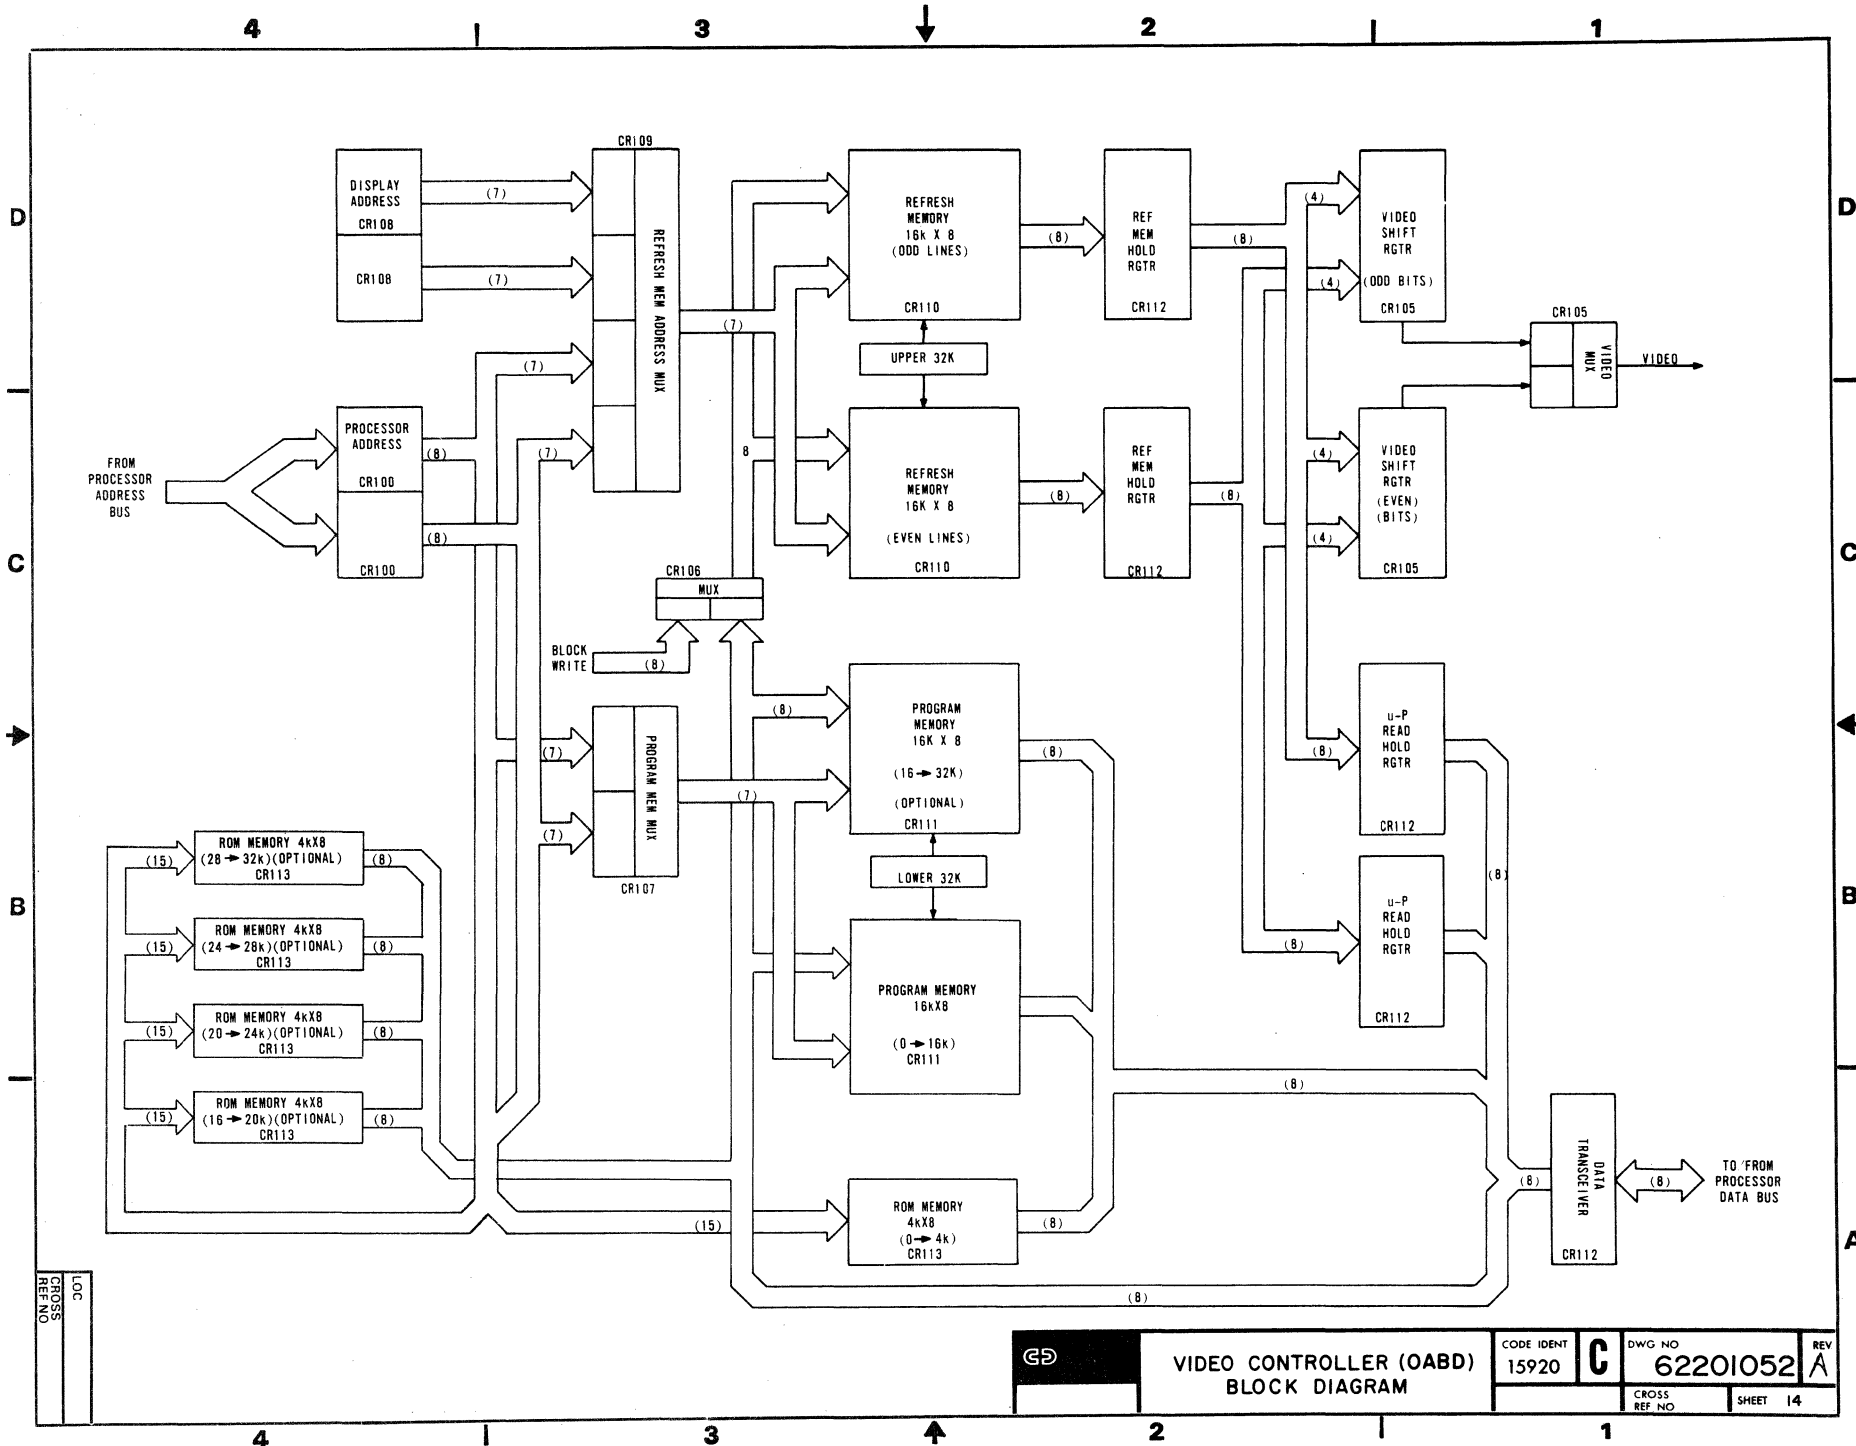 4 3 2 1
D
DISPLAY
ADDRESS
CR108
CR108
(7)
(7)
CR109
REFRESH MEM ADDRESS MUX
(7)
(7)
(7)
REFRESH
MEMORY
16k X 8
(ODD LINES)
CR110
UPPER 32K
(8)
REF
MEM
HOLD
RGTR
CR112
(8)
(4)
(4)
VIDEO
SHIFT
RGTR
(ODD BITS)
CR105
CR105
VIDEO
MUX
VIDEO
D
FROM
PROCESSOR
ADDRESS
BUS
PROCESSOR
ADDRESS
CR100
CR100
(8)
(8)
8
REFRESH
MEMORY
16K X 8
(EVEN LINES)
CR110
(8)
REF
MEM
HOLD
RGTR
CR112
(8)
(4)
(4)
VIDEO
SHIFT
RGTR
(EVEN)
(BITS)
CR105
C
C
CR106
MUX
BLOCK
WRITE
(8)
(7)
(7)
PROGRAM MEM MUX
CR107
(8)
(7)
PROGRAM
MEMORY
16K X 8
(16→32K)
(OPTIONAL)
CR111
LOWER 32K
(8)
(8)
u-P
READ
HOLD
RGTR
CR112
(8)
B
ROM MEMORY 4kX8
(28→32k)(OPTIONAL)
CR113
(15)
(8)
ROM MEMORY 4kX8
(24→28k)(OPTIONAL)
CR113
(15)
(8)
ROM MEMORY 4kX8
(20→24k)(OPTIONAL)
CR113
(15)
(8)
ROM MEMORY 4kX8
(16→20k)(OPTIONAL)
CR113
(15)
(8)
PROGRAM MEMORY
16kX8
(0→16k)
CR111
(8)
u-P
READ
HOLD
RGTR
CR112
B
(8)
(15)
ROM MEMORY
4kX8
(0→4k)
CR113
(8)
(8)
(8)
DATA
TRANSCEIVER
CR112
(8)
TO/FROM
PROCESSOR
DATA BUS
A
LOC
CROSS
REF NO
VIDEO CONTROLLER (OABD)
BLOCK DIAGRAM
CODE IDENT
15920
C
DWG NO
62201052
REV
A
CROSS
REF NO
SHEET 14
4 3 2 1